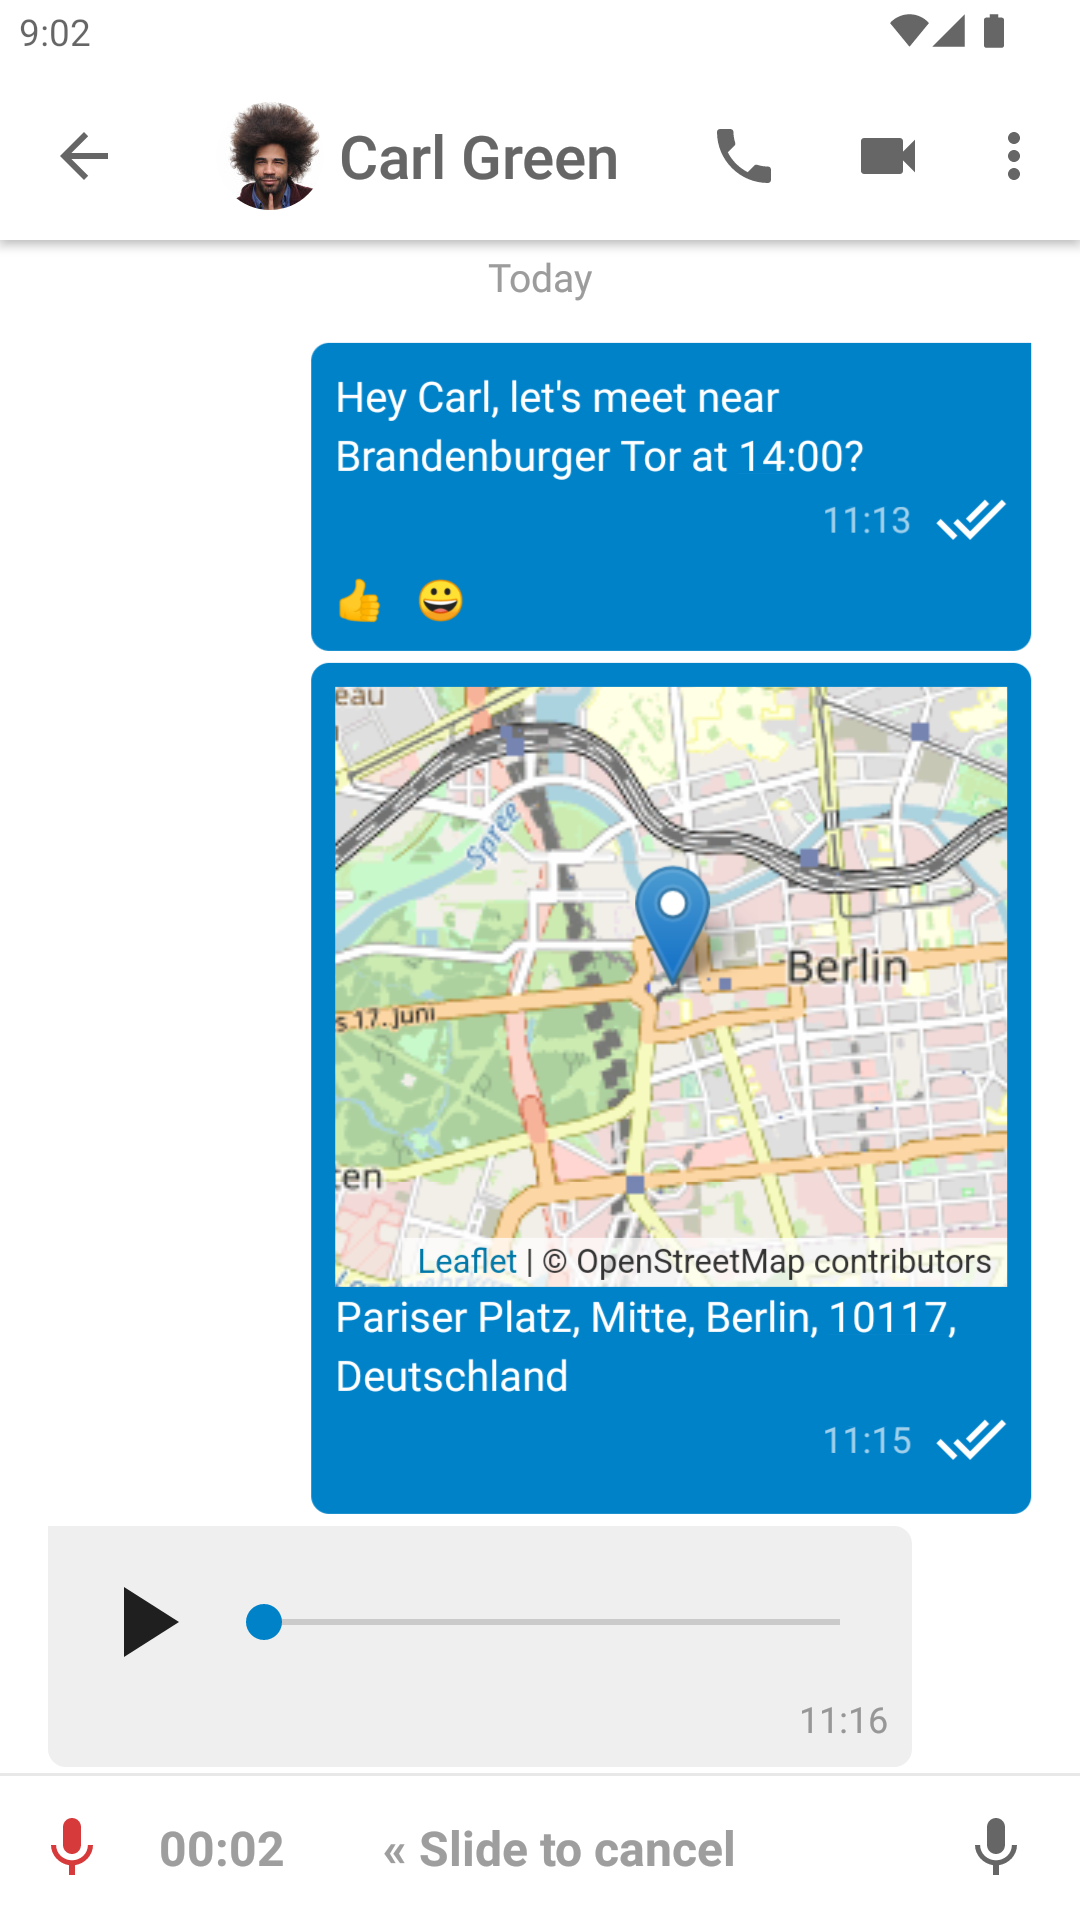 9:02
Carl Green
Today
Hey Carl, let's meet near
Brandenburger Tor at 14:00?
11:13
eau
Spree
Berlin
s 17. Juni
ten
Leaflet | © OpenStreetMap contributors
Pariser Platz, Mitte, Berlin, 10117,
Deutschland
11:15
11:16
00:02
« Slide to cancel